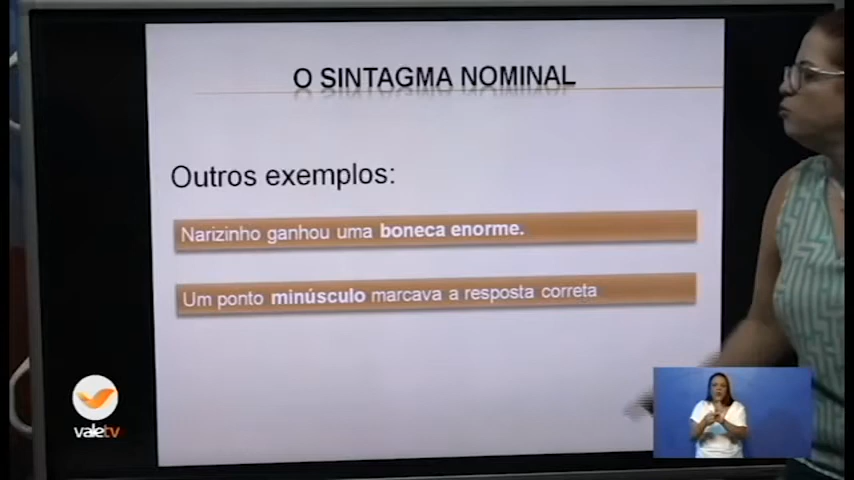 O SINTAGMA NOMINAL
Outros exemplos:
Narizinho ganhou uma boneca enorme.
Um ponto minúsculo marcava a resposta correta
valetv